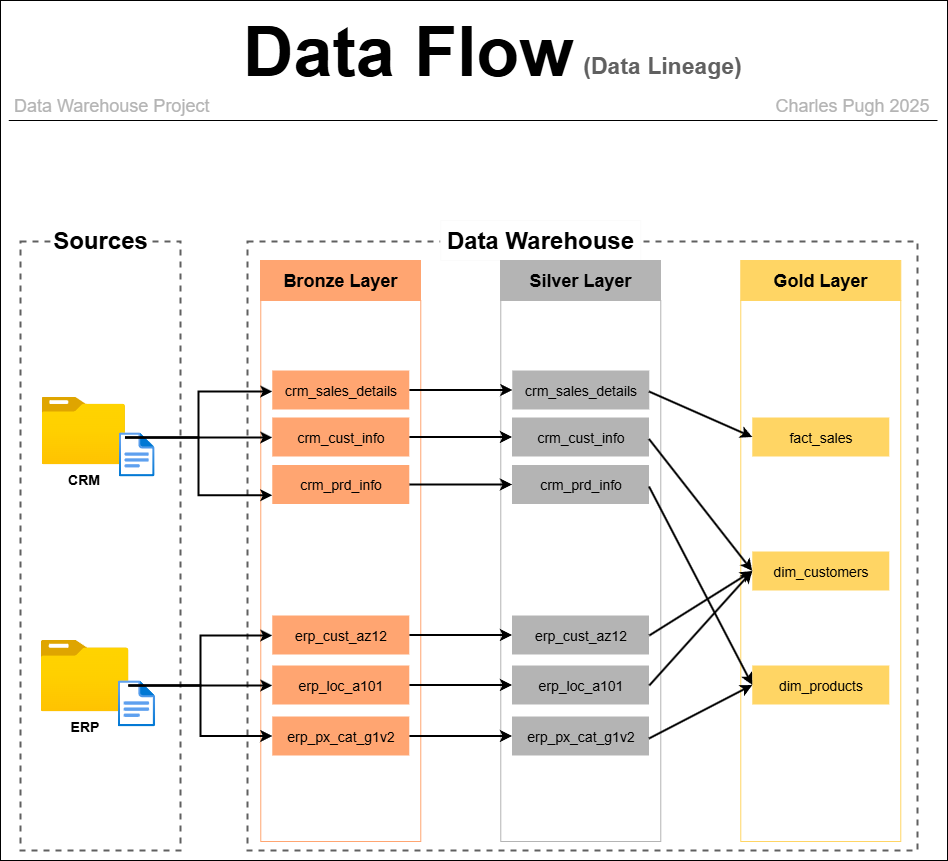 Data Flow (Data Lineage)
Data Warehouse Project Charles Pugh 2025
Sources
Data Warehouse
Bronze Layer
Silver Layer
Gold Layer
CRM
ERP
crm_sales_details
crm_cust_info
crm_prd_info
erp_cust_az12
erp_loc_a101
erp_px_cat_g1v2
crm_sales_details
crm_cust_info
crm_prd_info
erp_cust_az12
erp_loc_a101
erp_px_cat_g1v2
fact_sales
dim_customers
dim_products